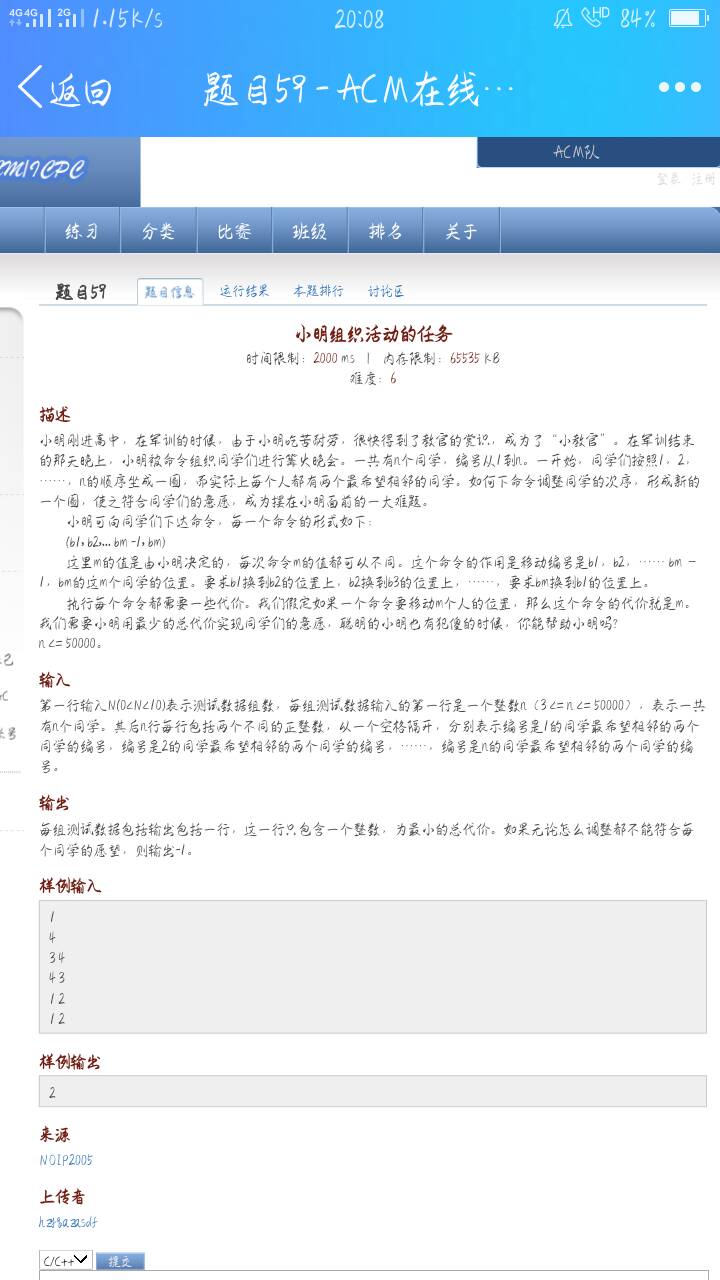 4G 4G 2G 1.15K/s 20:08 HD 84%
返回 题目59-ACM在线…
ACM队
登录 注册
练习 分类 比赛 班级 排名 关于
题目59 题目信息 运行结果 本题排行 讨论区
小明组织活动的任务
时间限制：2000 ms | 内存限制：65535 KB
难度：6
描述
小明刚进高中，在军训的时候，由于小明吃苦耐劳，很快得到了教官的赏识，成为了“小教官”。在军训结束
的那天晚上，小明被命令组织同学们进行篝火晚会。一共有n个同学，编号从1到n。一开始，同学们按照1，2，
……，n的顺序坐成一圈，而实际上每个人都有两个最希望相邻的同学。如何下命令调整同学的次序，形成新的
一个圈，使之符合同学们的意愿，成为摆在小明面前的一大难题。
小明可向同学们下达命令，每一个命令的形式如下：
(b1, b2,... bm -1, bm)
这里m的值是由小明决定的，每次命令m的值都可以不同。这个命令的作用是移动编号是b1，b2，…… bm –
1，bm的这m个同学的位置。要求b1换到b2的位置上，b2换到b3的位置上，……，要求bm换到b1的位置上。
执行每个命令都需要一些代价。我们假定如果一个命令要移动m个人的位置，那么这个命令的代价就是m。
我们需要小明用最少的总代价实现同学们的意愿，聪明的小明也有犯傻的时候，你能帮助小明吗？
n <= 50000。
输入
第一行输入N(0<N<10)表示测试数据组数，每组测试数据输入的第一行是一个整数n（3 <= n <= 50000），表示一共
有n个同学。其后n行每行包括两个不同的正整数，以一个空格隔开，分别表示编号是1的同学最希望相邻的两个
同学的编号，编号是2的同学最希望相邻的两个同学的编号，……，编号是n的同学最希望相邻的两个同学的编
号。
输出
每组测试数据包括输出包括一行，这一行只包含一个整数，为最小的总代价。如果无论怎么调整都不能符合每
个同学的愿望，则输出-1。
样例输入
1
4
3 4
4 3
1 2
1 2
样例输出
2
来源
NOIP2005
上传者
C/C++ 提交